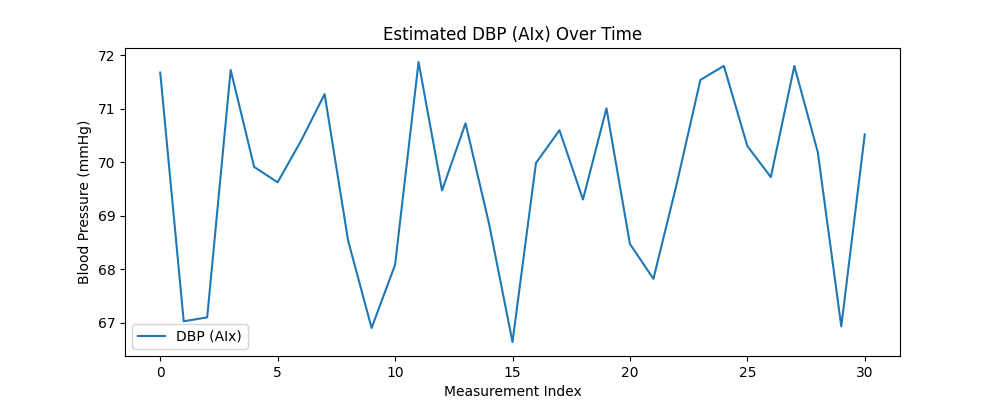 Estimated DBP (AIx) Over Time
Blood Pressure (mmHg)
72
71
70
69
68
67
DBP (AIx)
0 5 10 15 20 25 30
Measurement Index